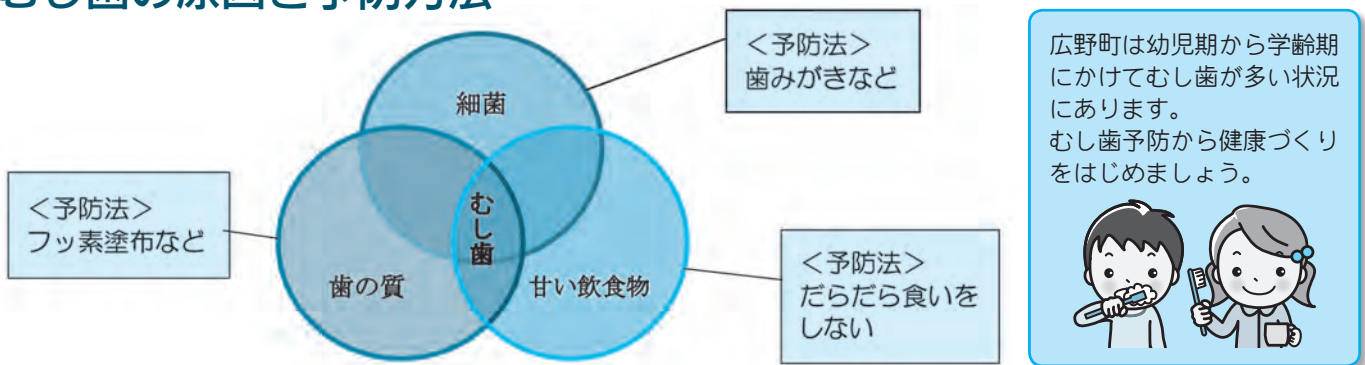 むし歯の原因と予防方法
細菌
むし歯
歯の質
甘い飲食物
＜予防法＞
歯みがきなど
＜予防法＞
フッ素塗布など
＜予防法＞
だらだら食いを
しない
広野町は幼児期から学齢期
にかけてむし歯が多い状況
にあります。
むし歯予防から健康づくり
をはじめましょう。